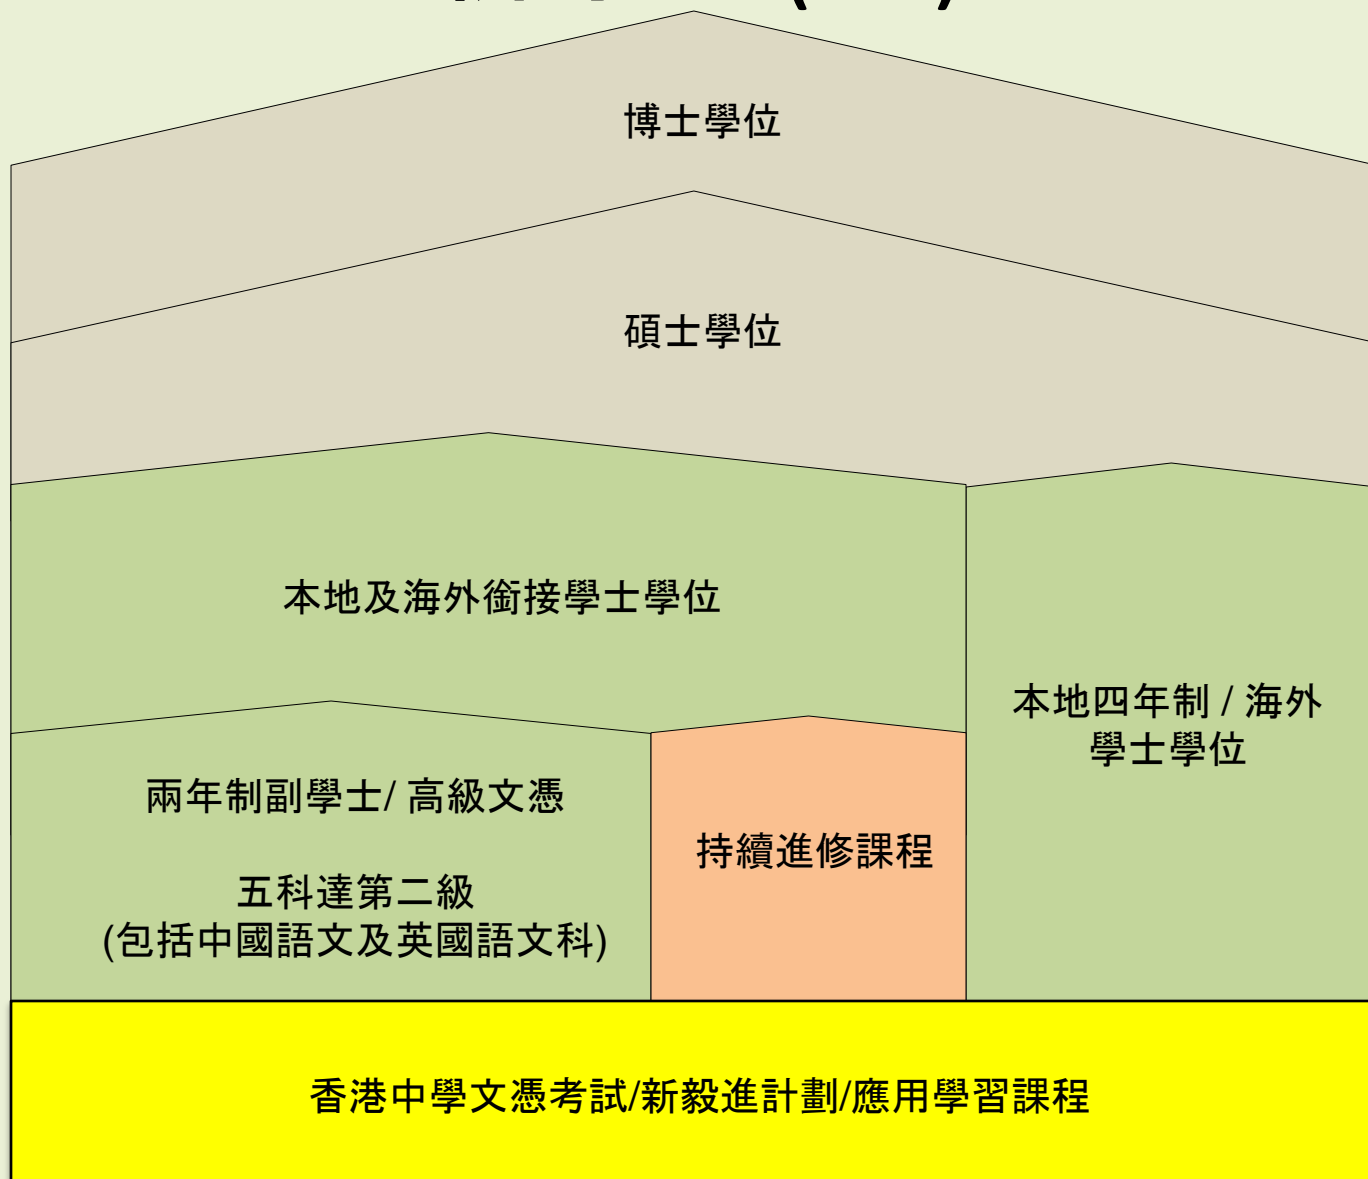 博士學位
碩士學位
本地及海外銜接學士學位
本地四年制 / 海外
學士學位
兩年制副學士/ 高級文憑
持續進修課程
五科達第二級
(包括中國語文及英國語文科)
香港中學文憑考試/新毅進計劃/應用學習課程